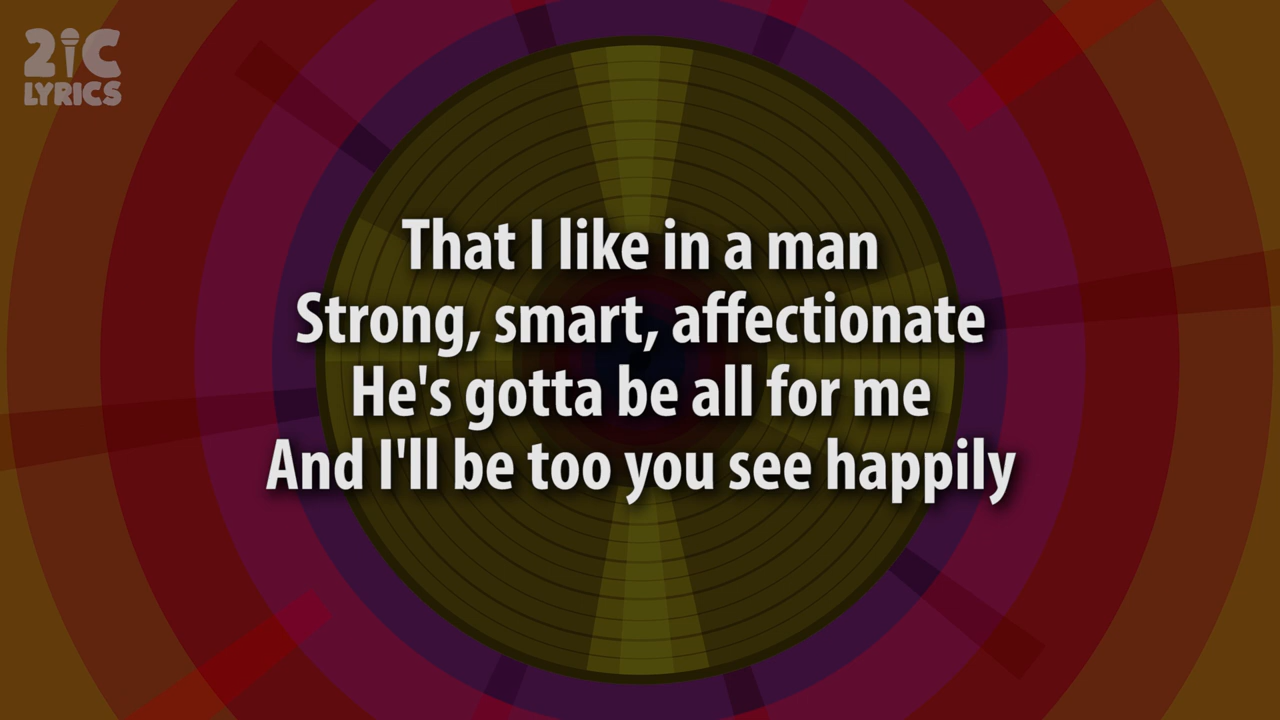 2iC
LYRICS
That I like in a man
Strong, smart, affectionate
He's gotta be all for me
And I'll be too you see happily